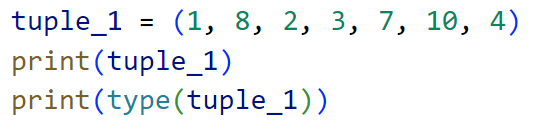 tuple_1 = (1, 8, 2, 3, 7, 10, 4)
print(tuple_1)
print(type(tuple_1))